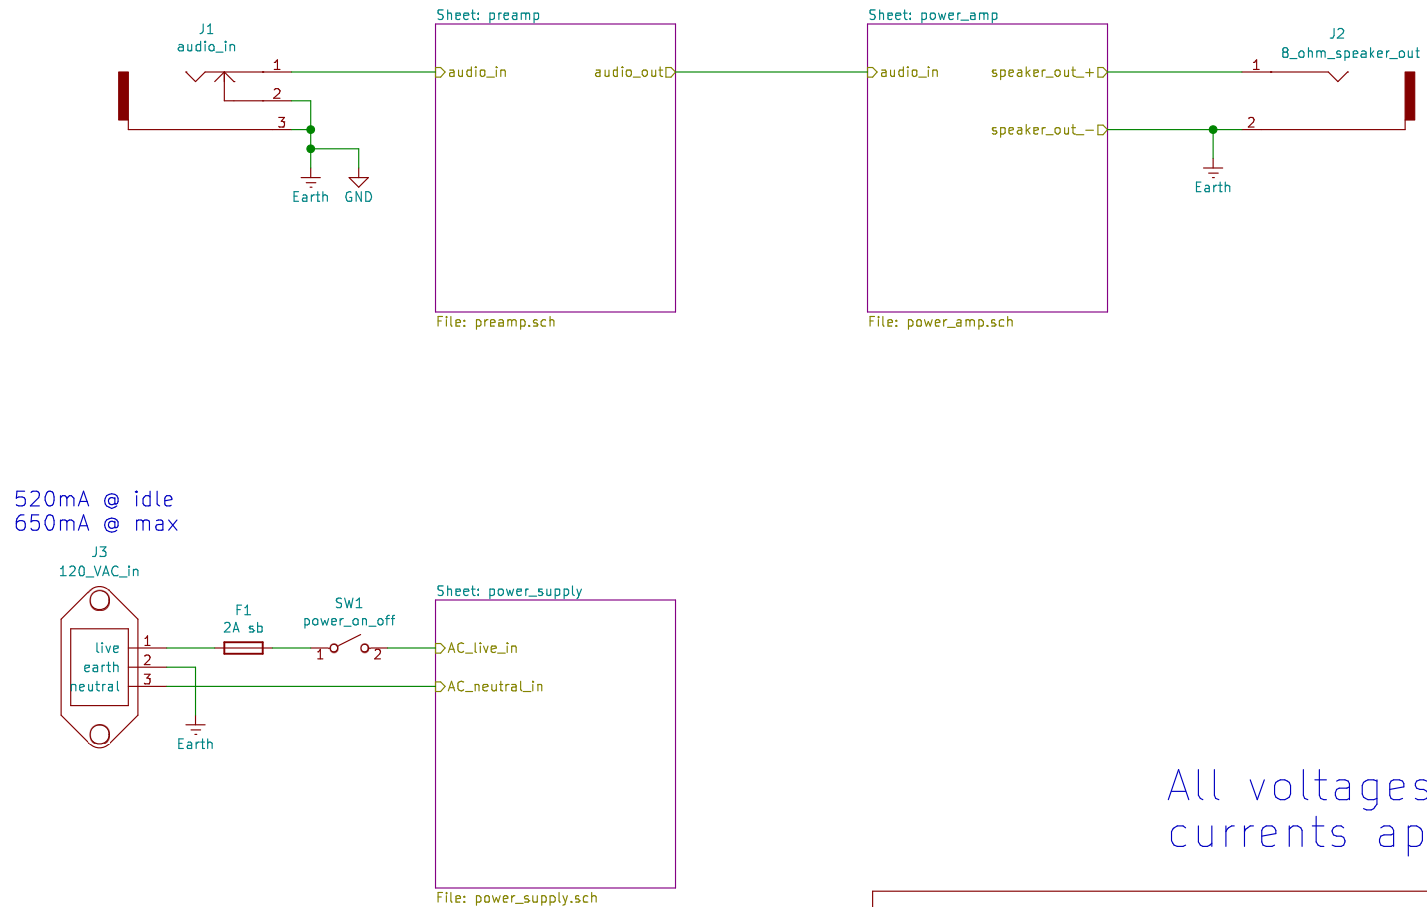 Sheet: preamp
Sheet: power_amp
J1
audio_in
J2
8_ohm_speaker_out
1
audio_in
audio_out
audio_in
speaker_out_+
1
2
3
speaker_out_-
2
Earth
GND
Earth
File: preamp.sch
File: power_amp.sch
520mA @ idle
650mA @ max
J3
120_VAC_in
Sheet: power_supply
F1
2A sb
SW1
power_on_off
live
1
1
2
AC_live_in
earth
2
neutral
3
AC_neutral_in
Earth
All voltages
currents ap
File: power_supply.sch